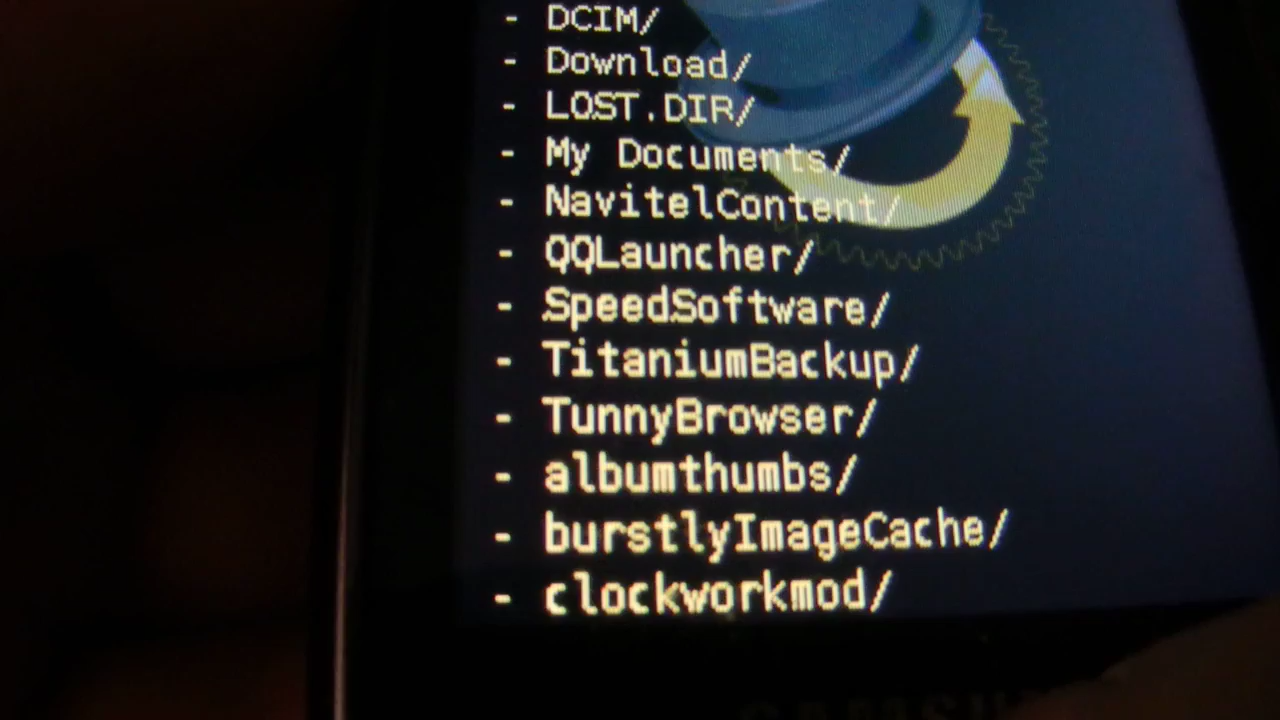 - DCIM/
- Download/
- LOST.DIR/
- My Documents/
- NavitelContent/
- QQLauncher/
- SpeedSoftware/
- TitaniumBackup/
- TunnyBrowser/
- albumthumbs/
- burstlyImageCache/
- clockworkmod/